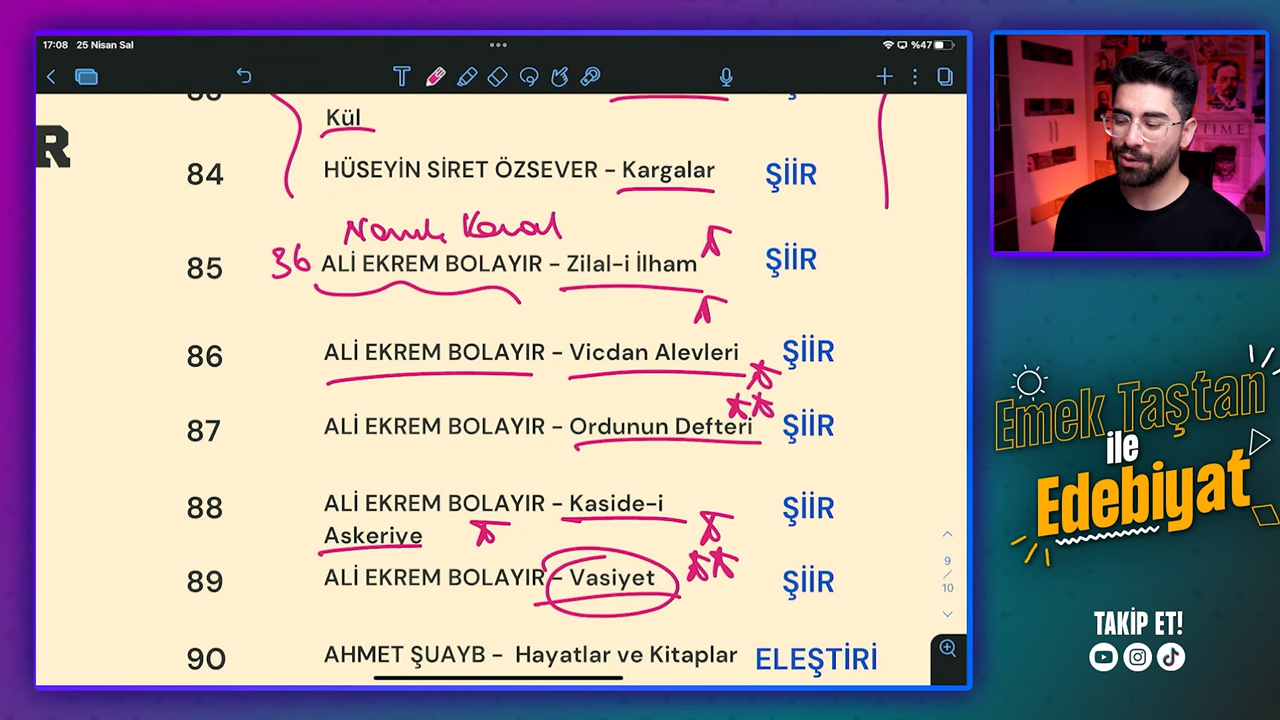 17:08 25 Nisan Sal
%47
R
Kül
84 HÜSEYİN SİRET ÖZSEVER – Kargalar ŞİİR
Namık Kemal
36
85 ALİ EKREM BOLAYIR – Zilal-i İlham ŞİİR
86 ALİ EKREM BOLAYIR – Vicdan Alevleri ŞİİR
87 ALİ EKREM BOLAYIR – Ordunun Defteri ŞİİR
88 ALİ EKREM BOLAYIR – Kaside-i ŞİİR
Askeriye
89 ALİ EKREM BOLAYIR – Vasiyet ŞİİR
90 AHMET ŞUAYB – Hayatlar ve Kitaplar ELEŞTİRİ
9
/
10
TIME
Emek Taştan
ile
Edebiyat
TAKİP ET!